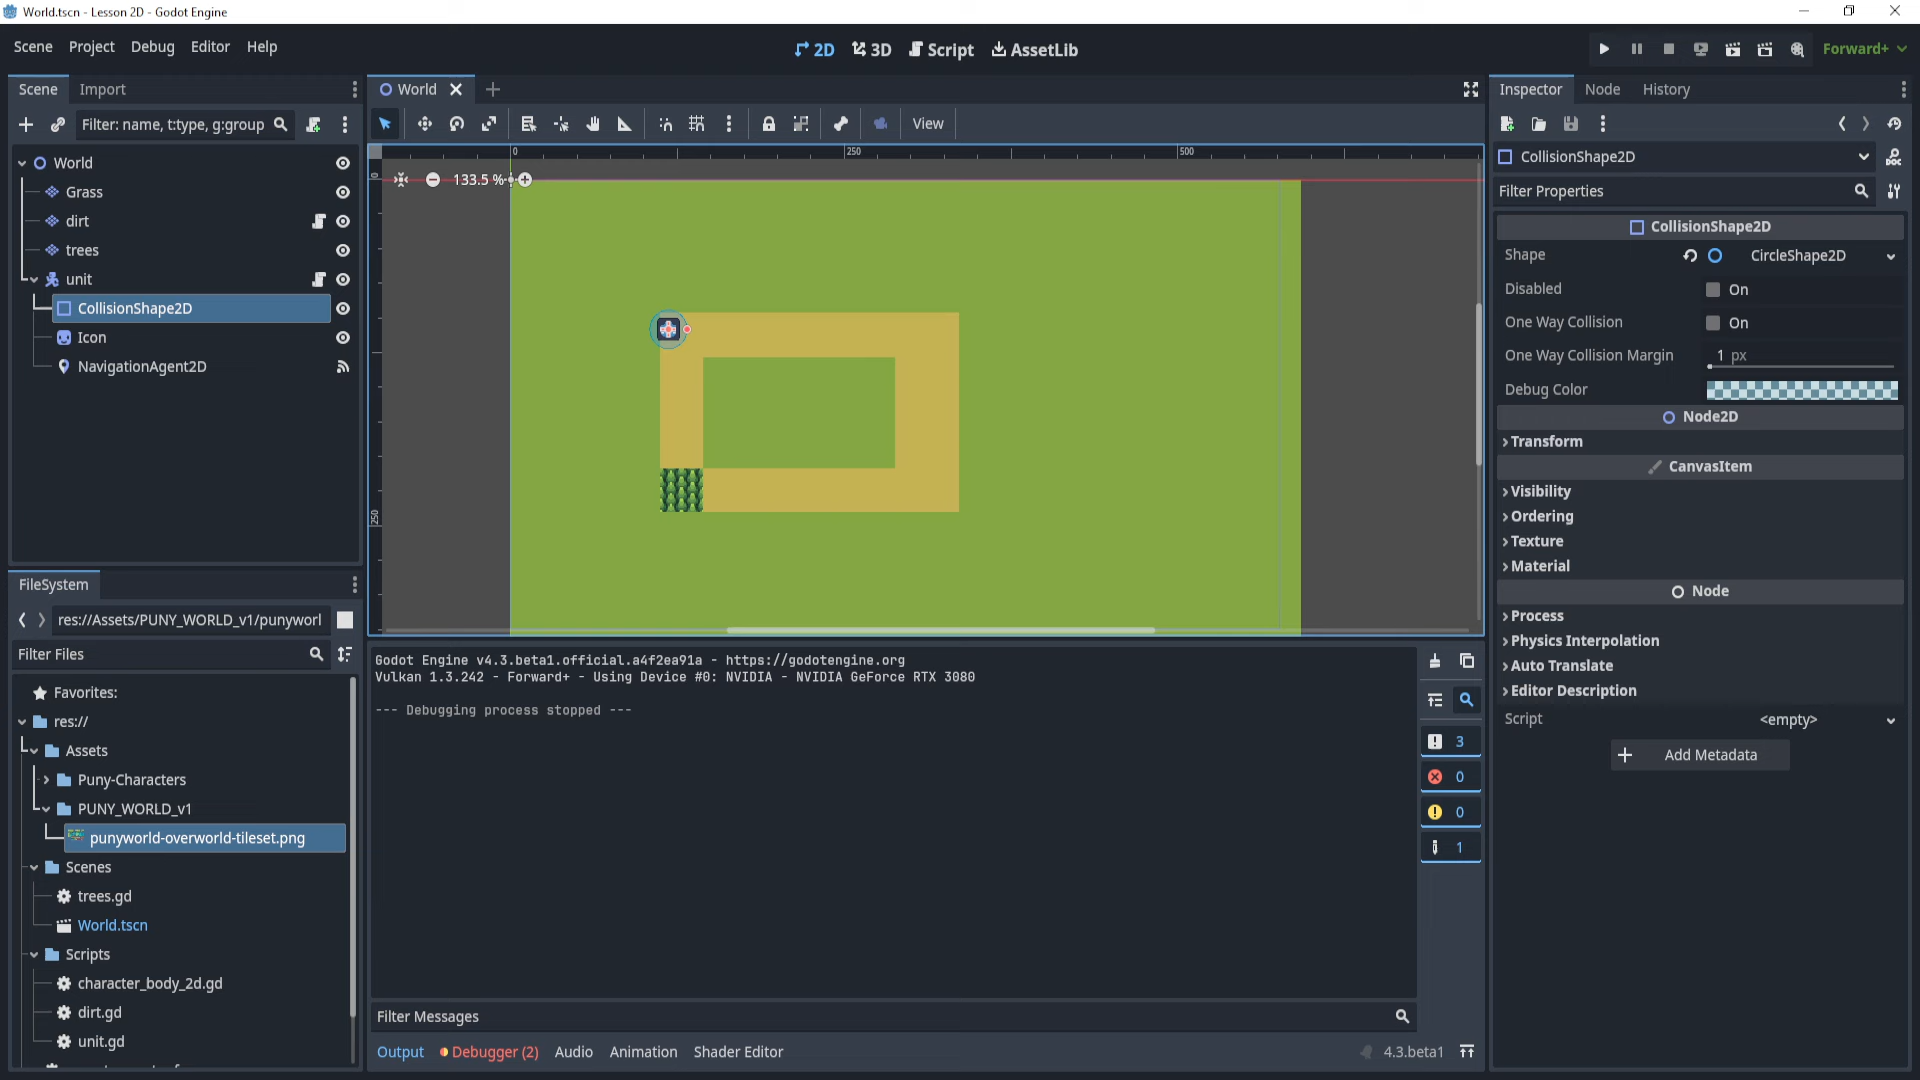 World.tscn - Lesson 2D - Godot Engine
Scene Project Debug Editor Help
2D 3D Script AssetLib
Forward+
Scene Import
Filter: name, t:type, g:group
World
Grass
dirt
trees
unit
CollisionShape2D
Icon
NavigationAgent2D
FileSystem
res://Assets/PUNY_WORLD_v1/punyworl
Filter Files
Favorites:
res://
Assets
Puny-Characters
PUNY_WORLD_v1
punyworld-overworld-tileset.png
Scenes
trees.gd
World.tscn
Scripts
character_body_2d.gd
dirt.gd
unit.gd
World
View
0 250 500
0
250
133.5 %
Godot Engine v4.3.beta1.official.a4f2ea91a - https://godotengine.org
Vulkan 1.3.242 - Forward+ - Using Device #0: NVIDIA - NVIDIA GeForce RTX 3080
--- Debugging process stopped ---
3
0
0
1
Filter Messages
Output Debugger (2) Audio Animation Shader Editor
4.3.beta1
Inspector Node History
CollisionShape2D
Filter Properties
CollisionShape2D
Shape CircleShape2D
Disabled On
One Way Collision On
One Way Collision Margin 1 px
Debug Color
Node2D
Transform
CanvasItem
Visibility
Ordering
Texture
Material
Node
Process
Physics Interpolation
Auto Translate
Editor Description
Script <empty>
Add Metadata